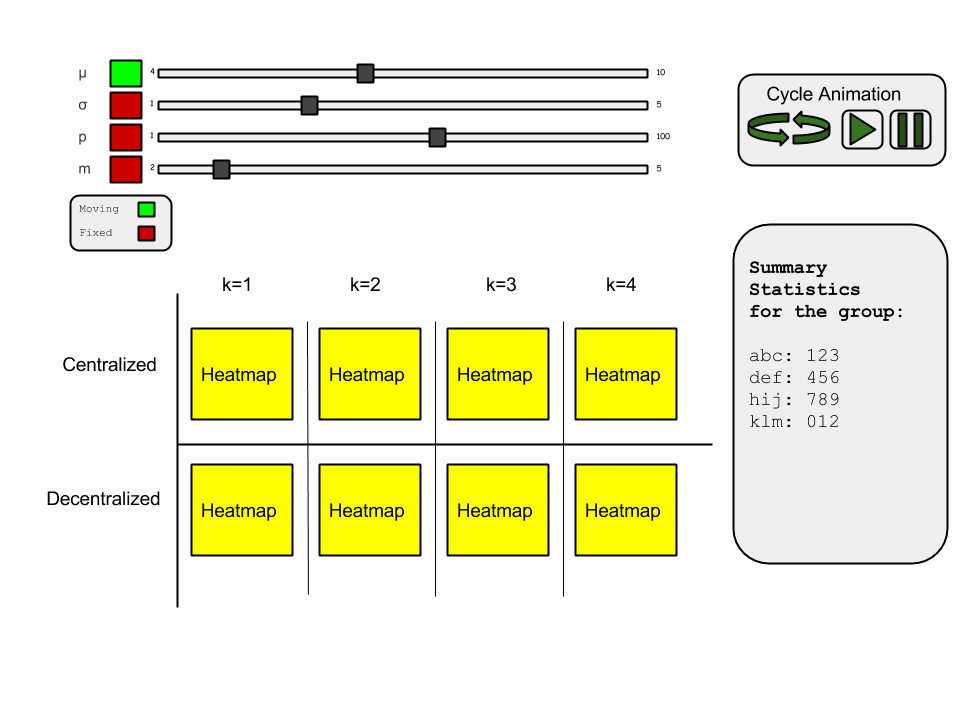 µ 4 10
σ 1 5
p 1 100
m 2 5
Moving
Fixed
Cycle Animation
k=1 k=2 k=3 k=4
Centralized
Heatmap Heatmap Heatmap Heatmap
Decentralized
Heatmap Heatmap Heatmap Heatmap
Summary
Statistics
for the group:
abc: 123
def: 456
hij: 789
klm: 012